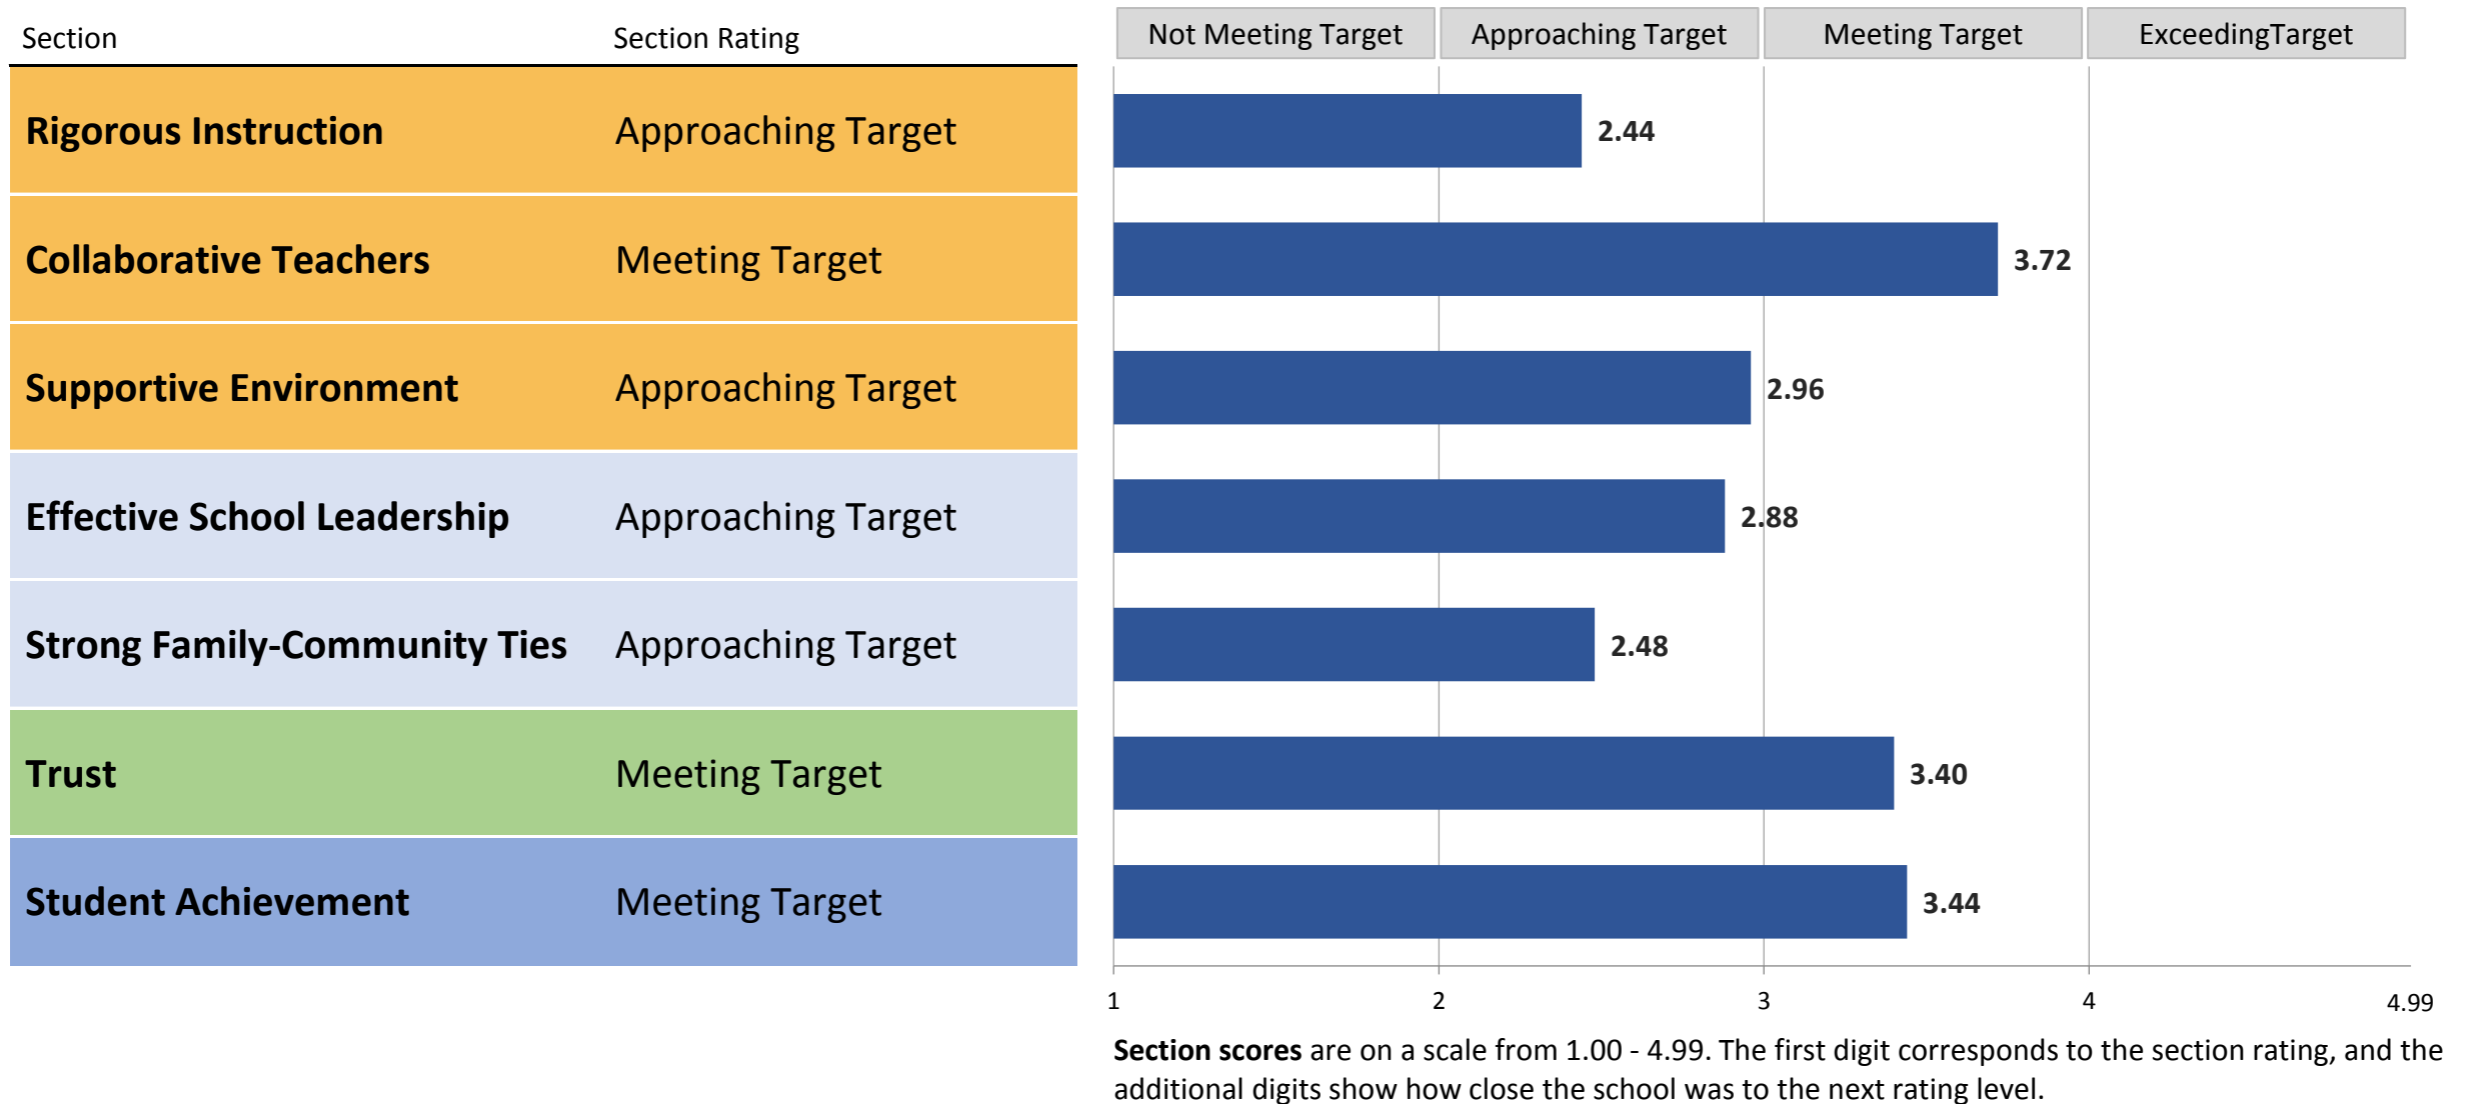 Section Section Rating Not Meeting Target Approaching Target Meeting Target ExceedingTarget
Rigorous Instruction Approaching Target 2.44
Collaborative Teachers Meeting Target 3.72
Supportive Environment Approaching Target 2.96
Effective School Leadership Approaching Target 2.88
Strong Family-Community Ties Approaching Target 2.48
Trust Meeting Target 3.40
Student Achievement Meeting Target 3.44
1 2 3 4 4.99
Section scores are on a scale from 1.00 - 4.99. The first digit corresponds to the section rating, and the
additional digits show how close the school was to the next rating level.